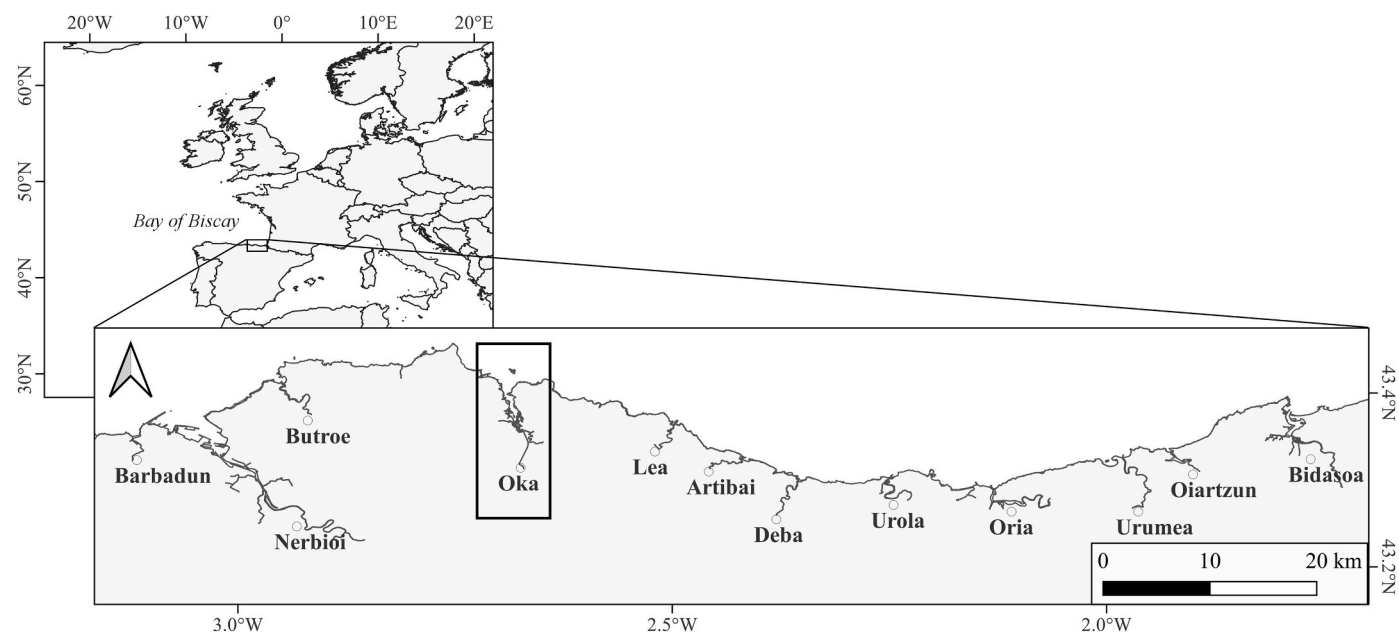 20°W 10°W 0° 10°E 20°E
60°N
50°N
Bay of Biscay
40°N
30°N
43.4°N
Butroe
Barbadun
Lea
Bidasoa
Oka
Artibai
Oiartzun
Urola
Oria
Urumea
Deba
Nerbioi
0 10 20 km
43.2°N
3.0°W 2.5°W 2.0°W